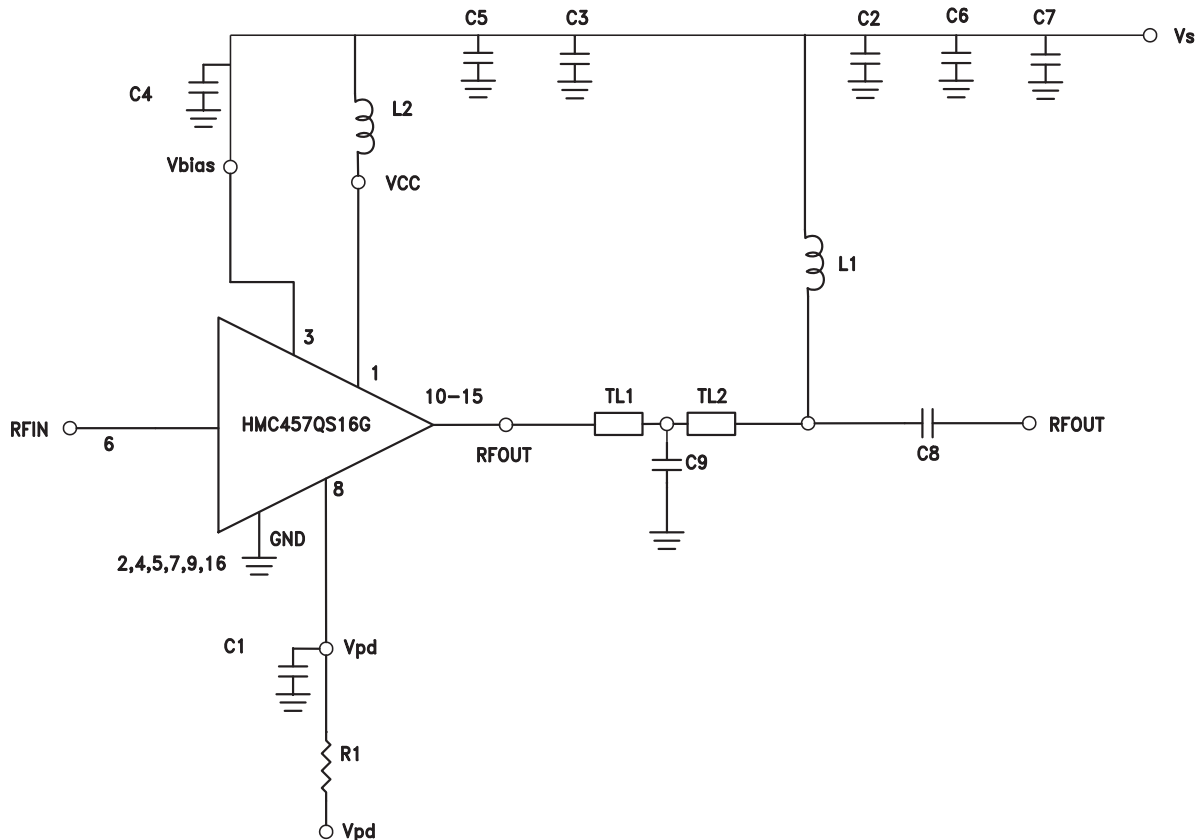 C5
C3
C2
C6
C7
Vs
C4
L2
Vbias
VCC
L1
3
1
10-15
TL1
TL2
HMC457QS16G
RFIN
6
RFOUT
C9
C8
RFOUT
8
GND
2,4,5,7,9,16
C1
Vpd
R1
Vpd